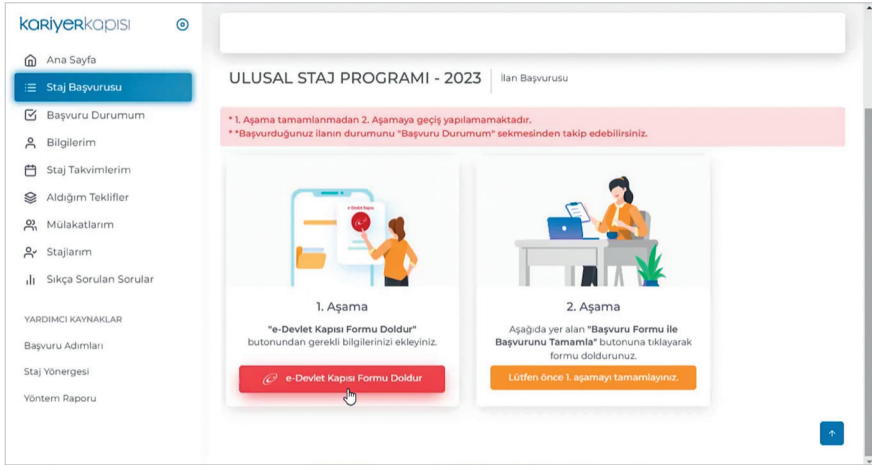 kariyerkapısı
Ana Sayfa
Staj Başvurusu
Başvuru Durumum
Bilgilerim
Staj Takvimlerim
Aldığım Teklifler
Mülakatlarım
Stajlarım
Sıkça Sorulan Sorular
YARDIMCI KAYNAKLAR
Başvuru Adımları
Staj Yönergesi
Yöntem Raporu
ULUSAL STAJ PROGRAMI - 2023 İlan Başvurusu
* 1. Aşama tamamlanmadan 2. Aşamaya geçiş yapılamamaktadır.
* *Başvurduğunuz ilanın durumunu "Başvuru Durumum" sekmesinden takip edebilirsiniz.
e-Devlet Kapısı
1. Aşama
"e-Devlet Kapısı Formu Doldur"
butonundan gerekli bilgilerinizi ekleyiniz.
e-Devlet Kapısı Formu Doldur
2. Aşama
Aşağıda yer alan "Başvuru Formu ile
Başvurunu Tamamla" butonuna tıklayarak
formu doldurunuz.
Lütfen önce 1. aşamayı tamamlayınız.